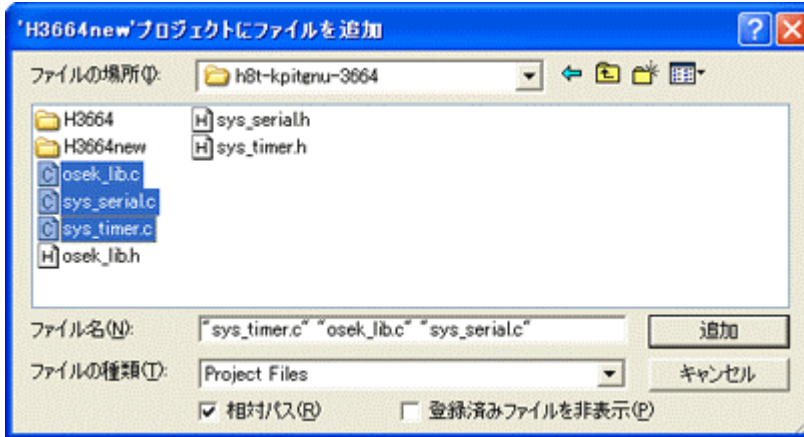 'H3664new'プロジェクトにファイルを追加
ファイルの場所(I): h8t-kpitgnu-3664
H3664 sys_serial.h
H3664new sys_timer.h
osek_lib.c
sys_serial.c
sys_timer.c
osek_lib.h
ファイル名(N): "sys_timer.c" "osek_lib.c" "sys_serial.c" 追加
ファイルの種類(T): Project Files キャンセル
相対パス(R) 登録済みファイルを非表示(P)